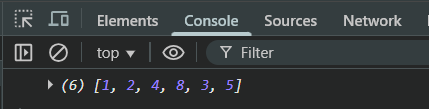 Elements Console Sources Network
top ▼ Filter
▶ (6) [1, 2, 4, 8, 3, 5]